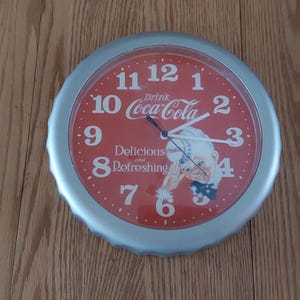 12
11
1
Drink
10
Coca-Cola
2
9
3
Delicious
and
8
Refreshing
4
7
5
6